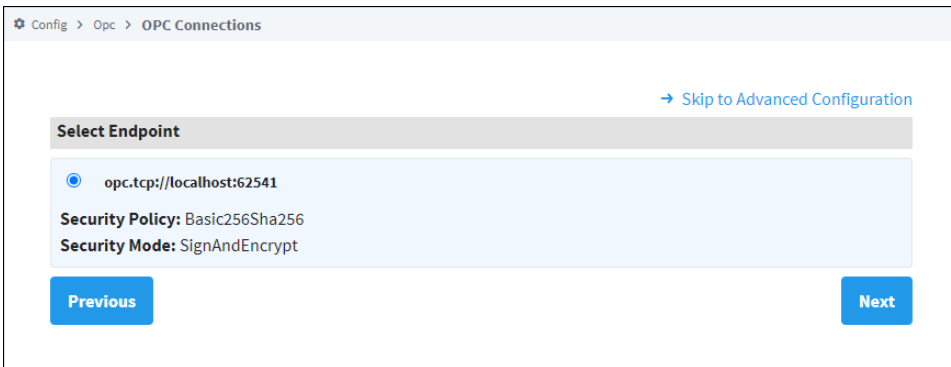 Config > Opc > OPC Connections
→ Skip to Advanced Configuration
Select Endpoint
opc.tcp://localhost:62541
Security Policy: Basic256Sha256
Security Mode: SignAndEncrypt
Previous Next